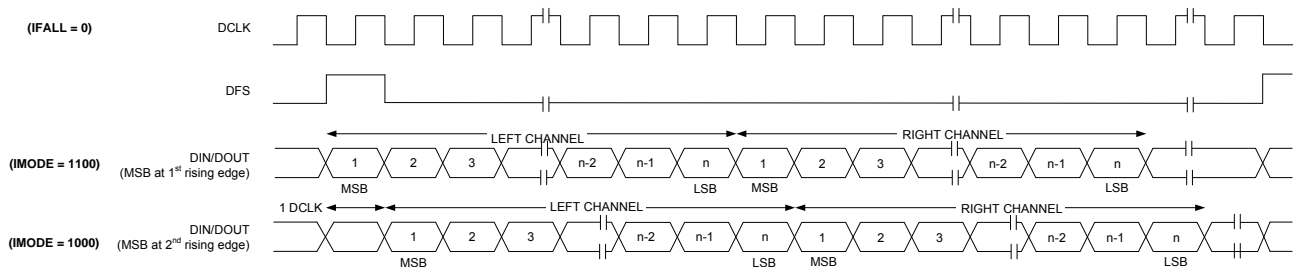 (IFALL = 0) DCLK
DFS
LEFT CHANNEL RIGHT CHANNEL
(IMODE = 1100) DIN/DOUT 1 2 3 n-2 n-1 n 1 2 3 n-2 n-1 n
(MSB at 1st rising edge)
MSB LSB MSB LSB
1 DCLK LEFT CHANNEL RIGHT CHANNEL
(IMODE = 1000) DIN/DOUT 1 2 3 n-2 n-1 n 1 2 3 n-2 n-1 n
(MSB at 2nd rising edge)
MSB LSB MSB LSB